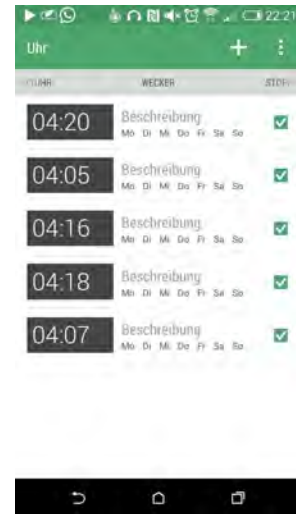 22:21
Uhr
WECKER
04:20 Beschreibung
Mo Di Mi Do Fr Sa So
04:05 Beschreibung
Mo Di Mi Do Fr Sa So
04:16 Beschreibung
Mo Di Mi Do Fr Sa So
04:18 Beschreibung
Mo Di Mi Do Fr Sa So
04:07 Beschreibung
Mo Di Mi Do Fr Sa So